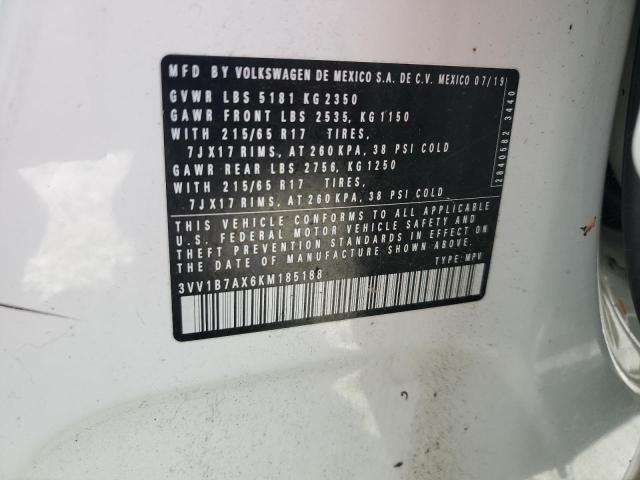 MFD BY VOLKSWAGEN DE MEXICO S.A. DE C.V. MEXICO 07/19
GVWR LBS 5181 KG 2350
GAWR FRONT LBS 2535, KG 1150
WITH 215/65 R17 TIRES,
7JX17 RIMS, AT 260 KPA, 38 PSI COLD
GAWR REAR LBS 2756, KG 1250
WITH 215/65 R17 TIRES,
7JX17 RIMS, AT 260 KPA, 38 PSI COLD
THIS VEHICLE CONFORMS TO ALL APPLICABLE
U.S. FEDERAL MOTOR VEHICLE SAFETY AND
THEFT PREVENTION STANDARDS IN EFFECT ON
THE DATE OF MANUFACTURE SHOWN ABOVE.
3VV1B7AX6KM185188 TYPE: MPV
2840582 3440